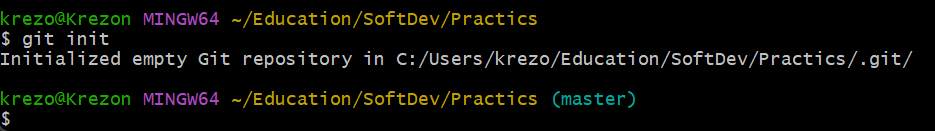 krezo@Krezon MINGW64 ~/Education/SoftDev/Practics
$ git init
Initialized empty Git repository in C:/Users/krezo/Education/SoftDev/Practics/.git/
krezo@Krezon MINGW64 ~/Education/SoftDev/Practics (master)
$